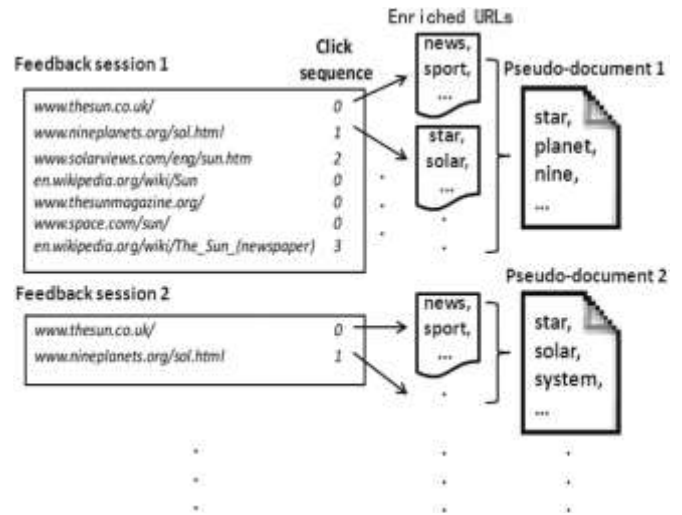 Enriched URLs
Feedback session 1
Click
sequence
www.thesun.co.uk/ 0
www.nineplanets.org/sol.html 1
www.solarviews.com/eng/sun.htm 2
en.wikipedia.org/wiki/Sun 0
www.thesunmagazine.org/ 0
www.space.com/sun/ 0
en.wikipedia.org/wiki/The_Sun_(newspaper) 3
news,
sport,
...
star,
solar,
...
Pseudo-document 1
star,
planet,
nine,
...
Feedback session 2
www.thesun.co.uk/ 0
www.nineplanets.org/sol.html 1
news,
sport,
...
Pseudo-document 2
star,
solar,
system,
...